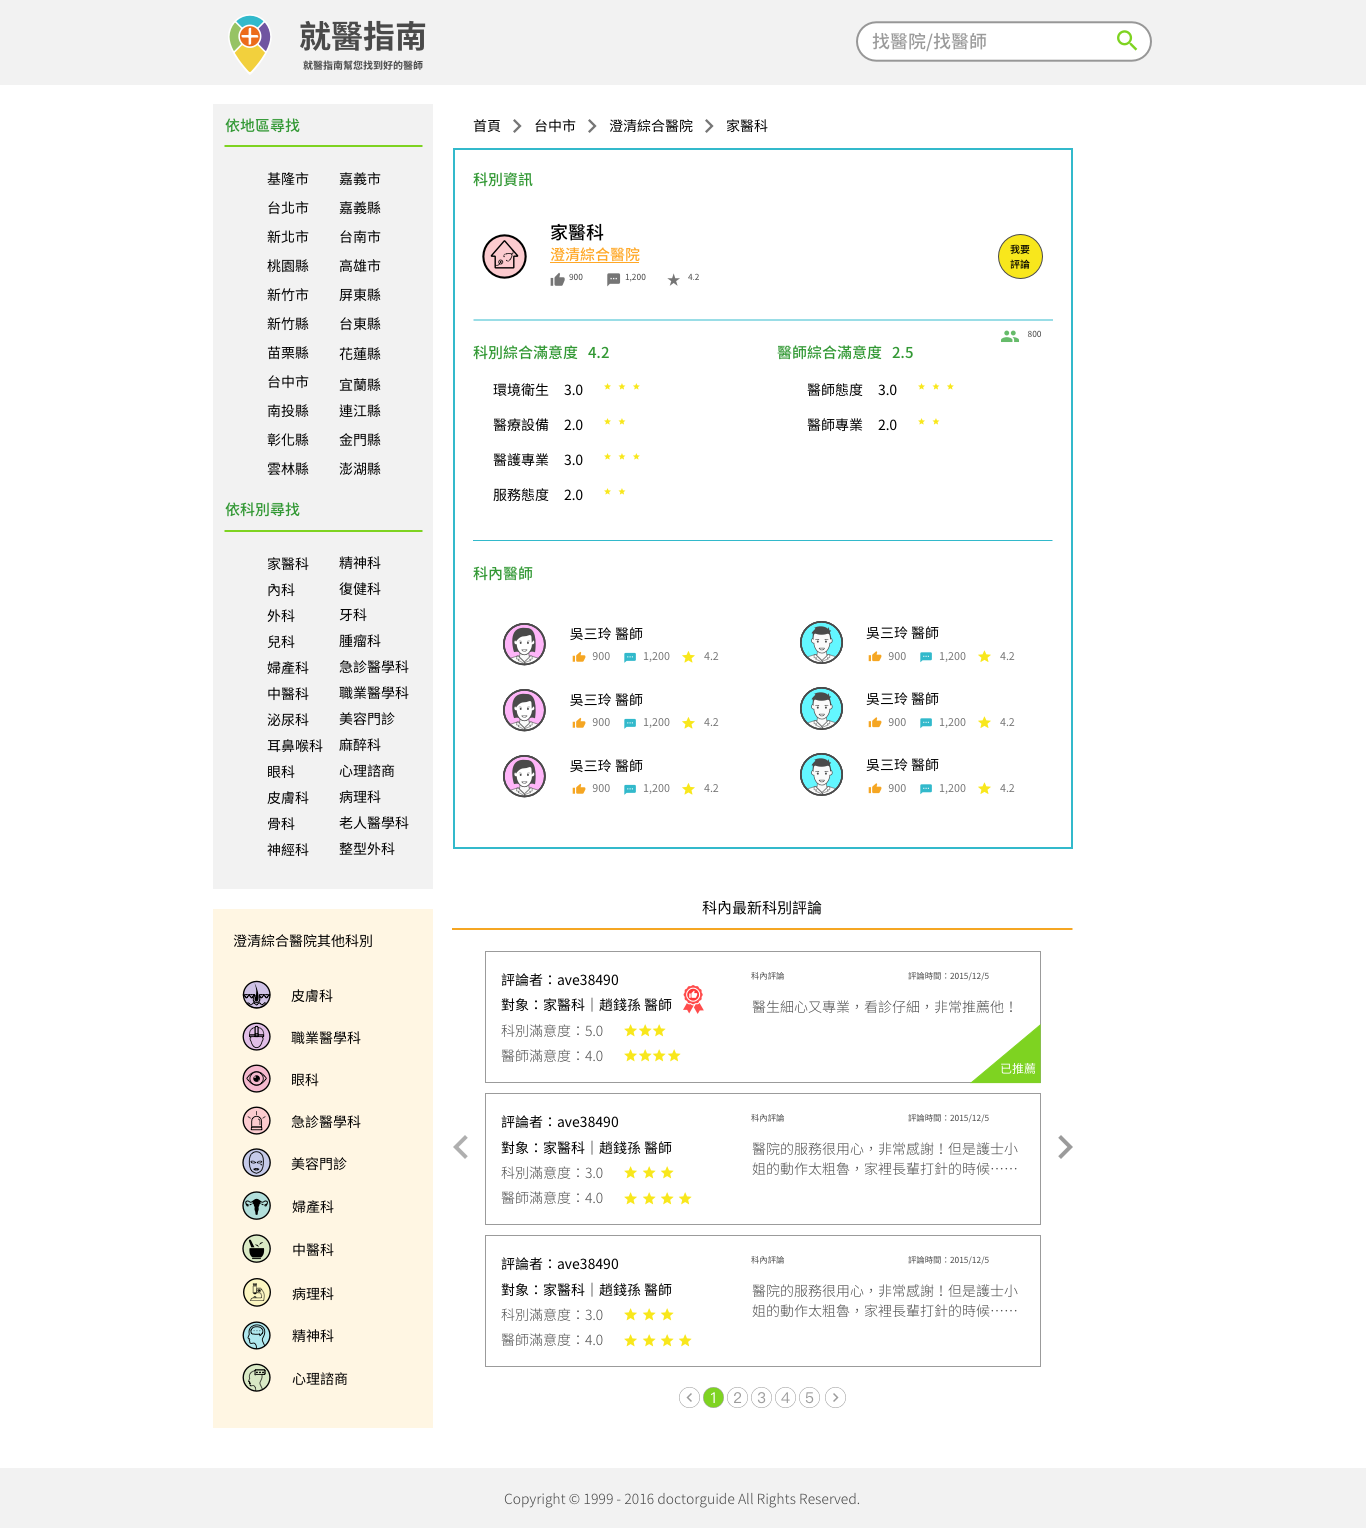 就醫指南
就醫指南幫您找到好的醫師
找醫院/找醫師
依地區尋找
基隆市 嘉義市
台北市 嘉義縣
新北市 台南市
桃園縣 高雄市
新竹市 屏東縣
新竹縣 台東縣
苗栗縣 花蓮縣
台中市 宜蘭縣
南投縣 連江縣
彰化縣 金門縣
雲林縣 澎湖縣
依科別尋找
家醫科 精神科
內科 復健科
外科 牙科
兒科 腫瘤科
婦產科 急診醫學科
中醫科 職業醫學科
泌尿科 美容門診
耳鼻喉科 麻醉科
眼科 心理諮商
皮膚科 病理科
骨科 老人醫學科
神經科 整型外科
澄清綜合醫院其他科別
皮膚科
職業醫學科
眼科
急診醫學科
美容門診
婦產科
中醫科
病理科
精神科
心理諮商
首頁 台中市 澄清綜合醫院 家醫科
科別資訊
家醫科
澄清綜合醫院
900 1,200 4.2
我要
評論
800
科別綜合滿意度 4.2
環境衛生 3.0
醫療設備 2.0
醫護專業 3.0
服務態度 2.0
醫師綜合滿意度 2.5
醫師態度 3.0
醫師專業 2.0
科內醫師
吳三玲 醫師
900 1,200 4.2
吳三玲 醫師
900 1,200 4.2
吳三玲 醫師
900 1,200 4.2
吳三玲 醫師
900 1,200 4.2
吳三玲 醫師
900 1,200 4.2
吳三玲 醫師
900 1,200 4.2
科內最新科別評論
評論者：ave38490
對象：家醫科｜趙錢孫 醫師
科別滿意度：5.0
醫師滿意度：4.0
科內評論 評論時間：2015/12/5
醫生細心又專業，看診仔細，非常推薦他！
已推薦
評論者：ave38490
對象：家醫科｜趙錢孫 醫師
科別滿意度：3.0
醫師滿意度：4.0
科內評論 評論時間：2015/12/5
醫院的服務很用心，非常感謝！但是護士小
姐的動作太粗魯，家裡長輩打針的時候……
評論者：ave38490
對象：家醫科｜趙錢孫 醫師
科別滿意度：3.0
醫師滿意度：4.0
科內評論 評論時間：2015/12/5
醫院的服務很用心，非常感謝！但是護士小
姐的動作太粗魯，家裡長輩打針的時候……
1 2 3 4 5
Copyright © 1999 - 2016 doctorguide All Rights Reserved.